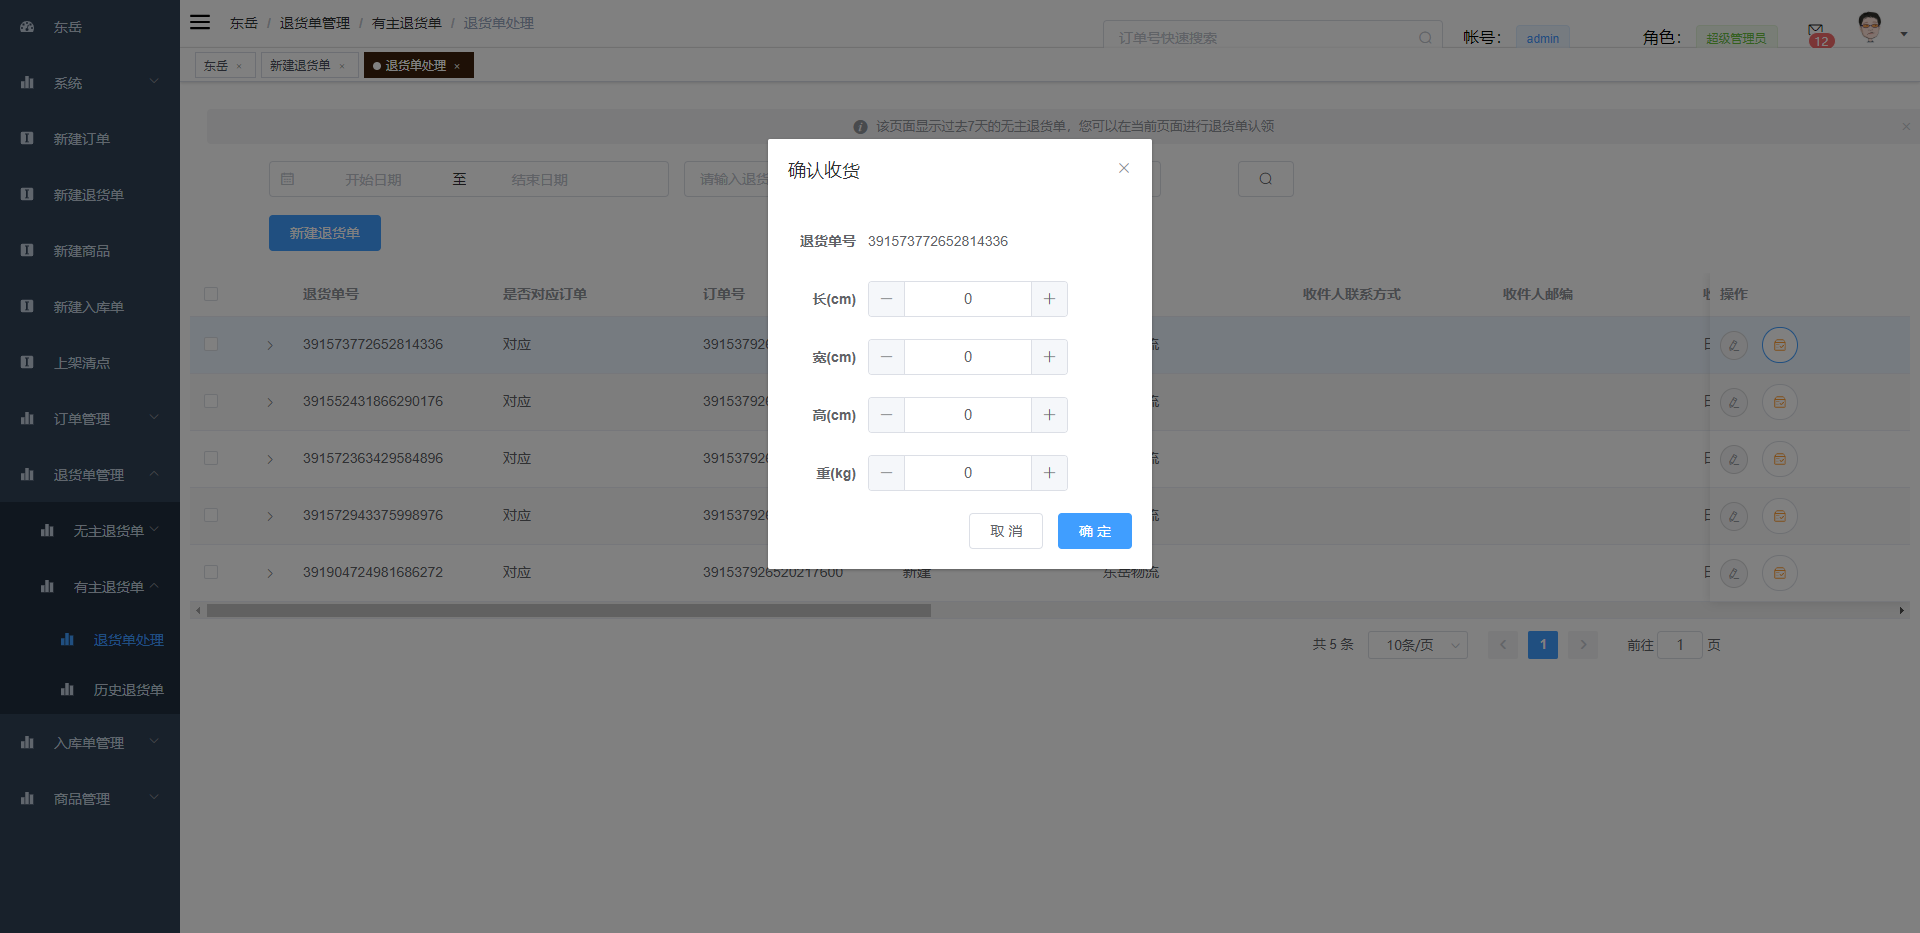 东岳
系统
新建订单
新建退货单
新建商品
新建入库单
上架清点
订单管理
退货单管理
无主退货单
有主退货单
退货单处理
历史退货单
入库单管理
商品管理
东岳 / 退货单管理 / 有主退货单 / 退货单处理
订单号快速搜索
帐号： admin
角色： 超级管理员
12
东岳 × 新建退货单 × 退货单处理 ×
该页面显示过去7天的无主退货单，您可以在当前页面进行退货单认领
开始日期 至 结束日期
请输入退货
新建退货单
退货单号 是否对应订单 订单号 收件人联系方式 收件人邮编 操作
391573772652814336 对应 39153792 流
391552431866290176 对应 39153792 流
391572363429584896 对应 39153792 流
391572943375998976 对应 39153792 流
391904724981686272 对应 391537926520217600 新建 东岳物流
共 5 条 10条/页 1 前往 1 页
确认收货
退货单号 391573772652814336
长(cm) 0
宽(cm) 0
高(cm) 0
重(kg) 0
取 消 确 定